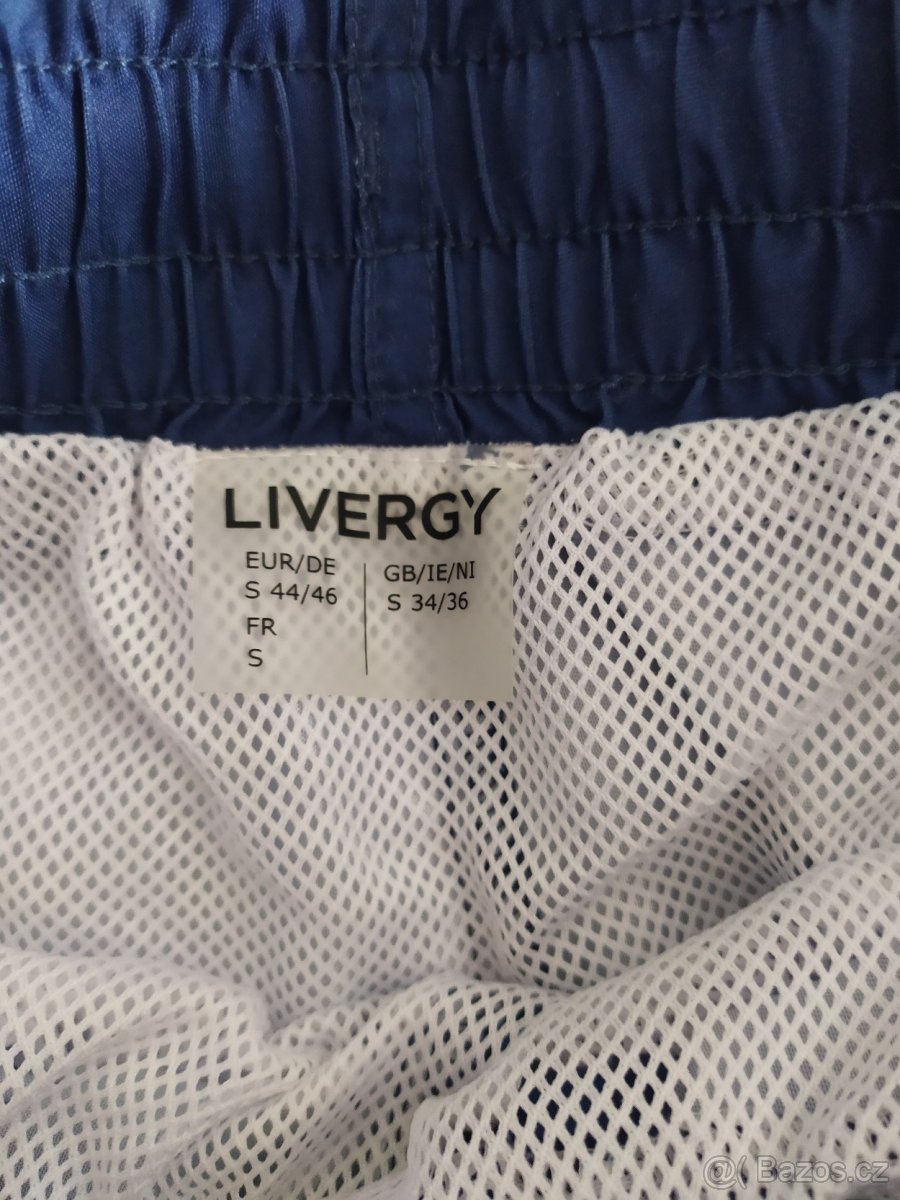 LIVERGY
EUR/DE
S 44/46
FR
S
GB/IE/NI
S 34/36
@( Bazos.cz